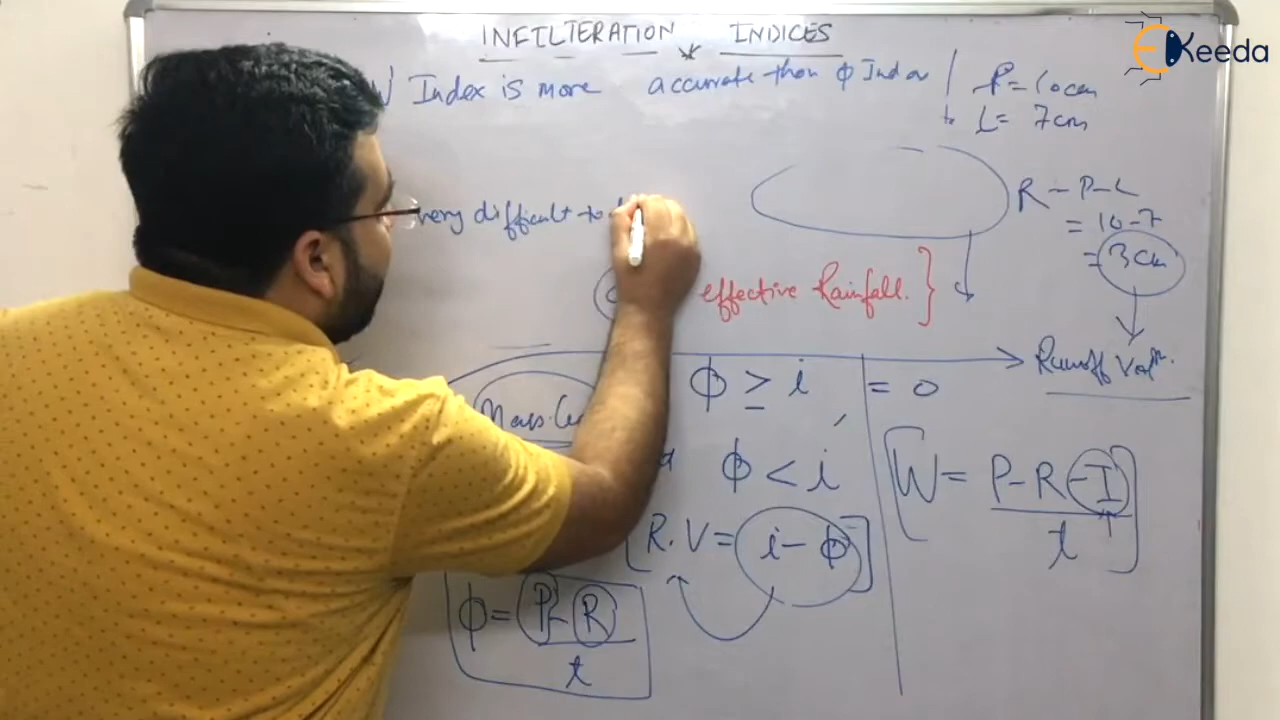 INFILTERATION INDICES
Keeda
W Index is more accurate than ϕ Index
P = 10cm
L = 7cm
R - P-L
= 10-7
= 3cm
very difficult to
effective Rainfall.
ϕ ≥ i = 0
ϕ < i
R.V = i - ϕ
W = P-R-I
t
ϕ = P-R
t
Runoff
Mass